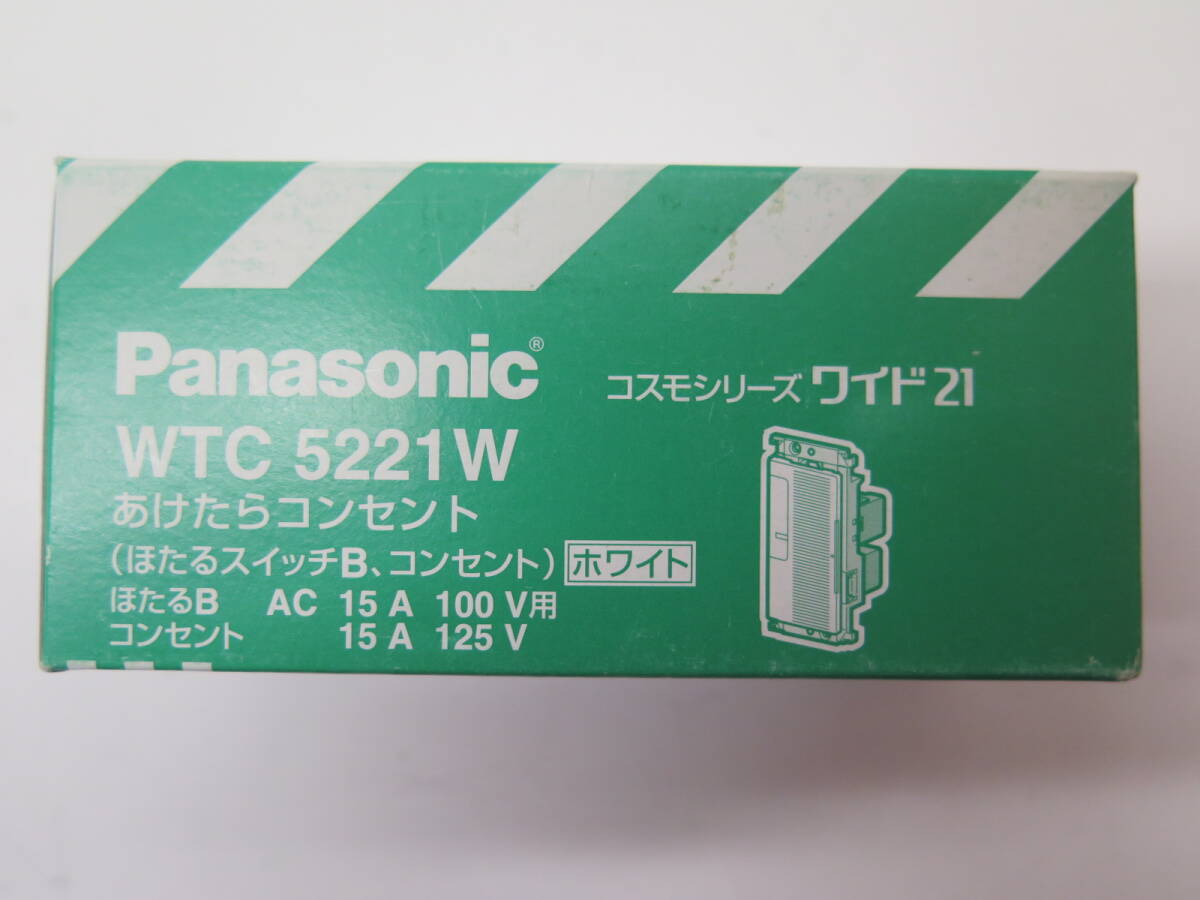 Panasonic®
コスモシリーズ ワイド21
WTC 5221W
あけたらコンセント
(ほたるスイッチB、コンセント) ホワイト
ほたるB AC 15 A 100 V用
コンセント 15 A 125 V